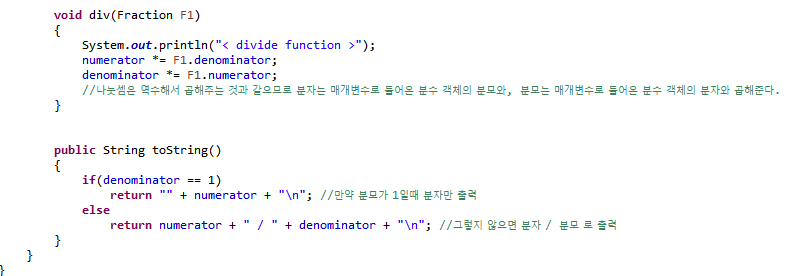 void div(Fraction F1)
{
System.out.println("< divide function >");
numerator *= F1.denominator;
denominator *= F1.numerator;
//나눗셈은 역수해서 곱해주는 것과 같으므로 분자는 매개변수로 들어온 분수 객체의 분모와, 분모는 매개변수로 들어온 분수 객체의 분자와 곱해준다.
}
public String toString()
{
if(denominator == 1)
return "" + numerator + "\n"; //만약 분모가 1일때 분자만 출력
else
return numerator + " / " + denominator + "\n"; //그렇지 않으면 분자 / 분모 로 출력
}
}
}